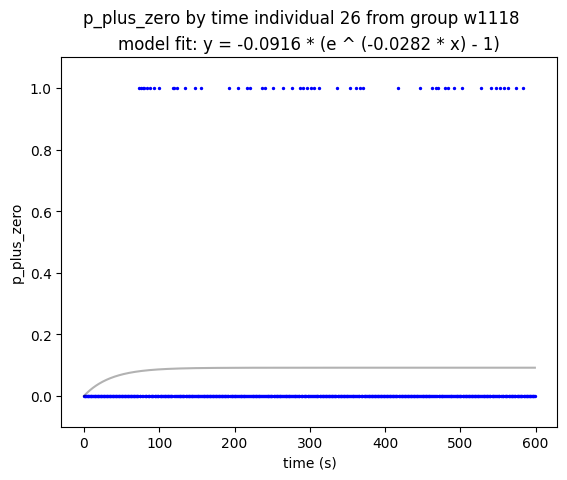 p_plus_zero by time individual 26 from group w1118
model fit: y = -0.0916 * (e ^ (-0.0282 * x) - 1)
1.0
0.8
0.6
0.4
0.2
0.0
p_plus_zero
0 100 200 300 400 500 600
time (s)